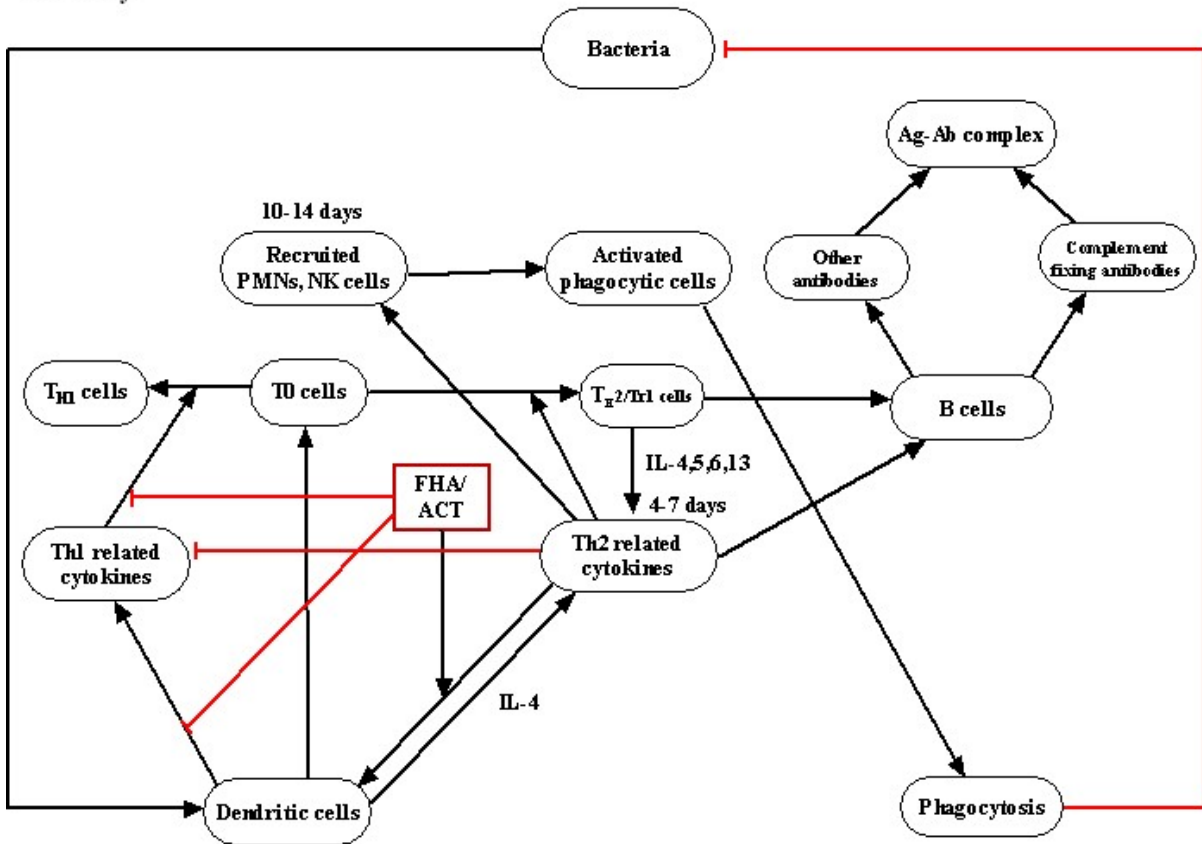 Bacteria
Ag-Ab complex
10-14 days
Recruited
PMNs, NK cells
Activated
phagocytic cells
Other
antibodies
Complement
fixing antibodies
TH1 cells
T0 cells
TH2/Tr1 cells
B cells
IL-4,5,6,13
FHA/
ACT
4-7 days
Th1 related
cytokines
Th2 related
cytokines
IL-4
Dendritic cells
Phagocytosis